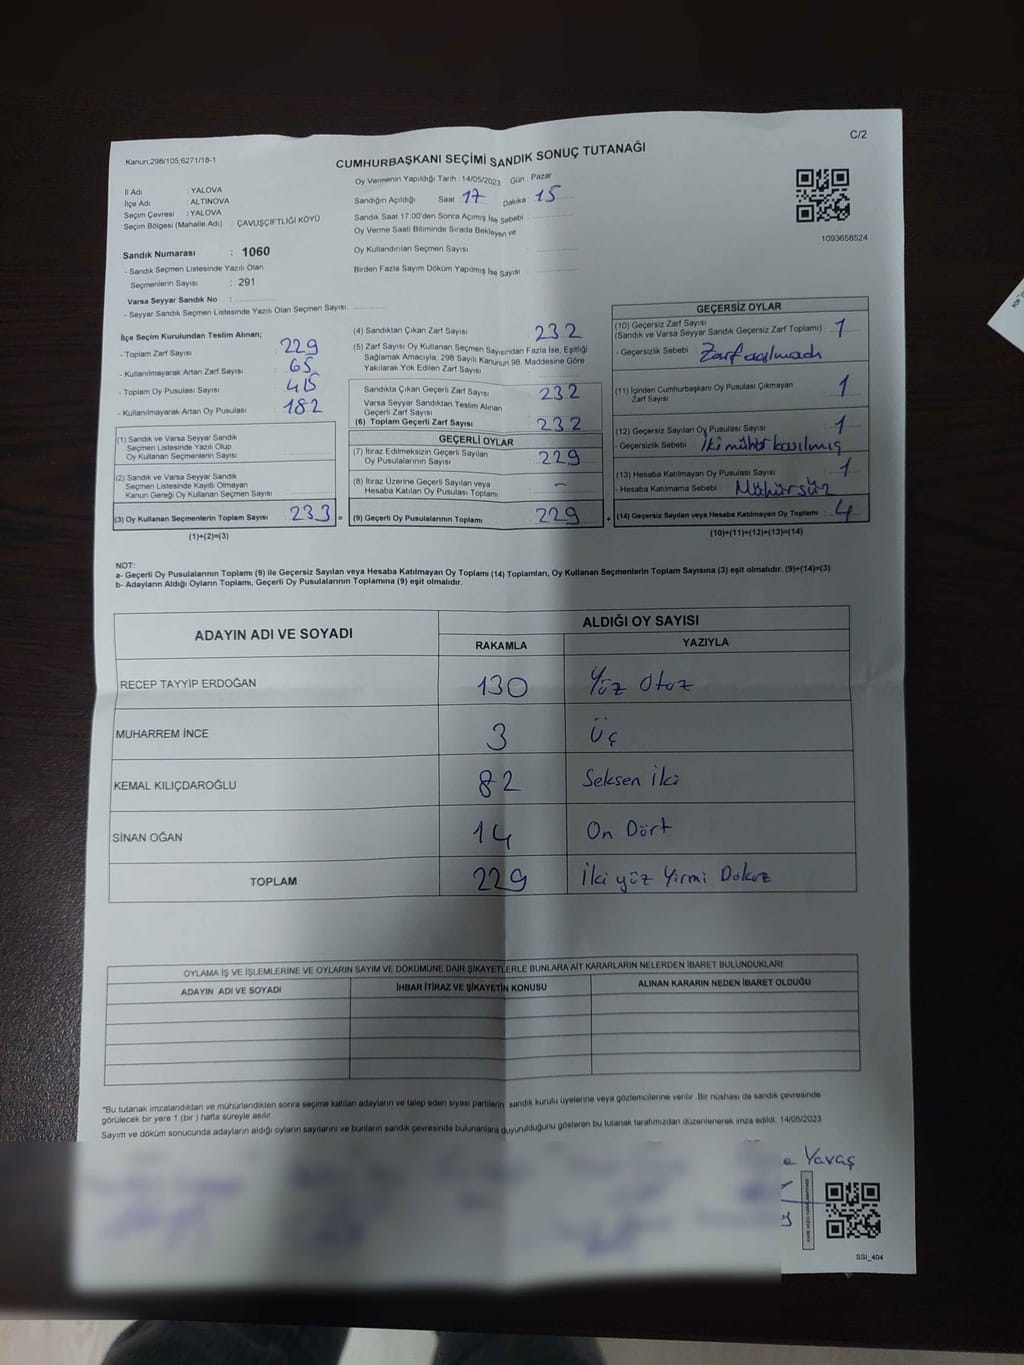 C/2
Kanun:298/105;6271/18-1
CUMHURBAŞKANI SEÇİMİ SANDIK SONUÇ TUTANAĞI
İl Adı : YALOVA
İlçe Adı : ALTINOVA
Seçim Çevresi : YALOVA
Seçim Bölgesi (Mahalle Adı) : ÇAVUŞÇİFTLİĞİ KÖYÜ
Sandık Numarası : 1060
- Sandık Seçmen Listesinde Yazılı Olan
Seçmenlerin Sayısı : 291
Varsa Seyyar Sandık No :
- Seyyar Sandık Seçmen Listesinde Yazılı Olan Seçmen Sayısı
Oy Vermenin Yapıldığı Tarih : 14/05/2023 Gün : Pazar
Sandığın Açıldığı Saat : 17 Dakika : 15
Sandık Saat 17.00'den Sonra Açılmış İse Sebebi
Oy Verme Saati Bitiminde Sırada Bekleyen ve
Oy Kullandırılan Seçmen Sayısı
Birden Fazla Sayım Döküm Yapılmış İse Sayısı
1093658524
İlçe Seçim Kurulundan Teslim Alınan;
- Toplam Zarf Sayısı : 229
- Kullanılmayarak Artan Zarf Sayısı : 65
- Toplam Oy Pusulası Sayısı : 415
- Kullanılmayarak Artan Oy Pusulası : 182
(1) Sandık ve Varsa Seyyar Sandık
Seçmen Listesinde Yazılı Olup
Oy Kullanan Seçmenlerin Sayısı
(2) Sandık ve Varsa Seyyar Sandık
Seçmen Listesinde Kayıtlı Olmayan
Kanun Gereği Oy Kullanan Seçmen Sayısı
(3) Oy Kullanan Seçmenlerin Toplam Sayısı : 233 =
(1)+(2)=(3)
(4) Sandıktan Çıkan Zarf Sayısı 232
(5) Zarf Sayısı Oy Kullanan Seçmen Sayısından Fazla İse, Eşitliği
Sağlamak Amacıyla, 298 Sayılı Kanunun 98. Maddesine Göre
Yakılarak Yok Edilen Zarf Sayısı
Sandıkta Çıkan Geçerli Zarf Sayısı 232
Varsa Seyyar Sandıktan Teslim Alınan
Geçerli Zarf Sayısı
(6) Toplam Geçerli Zarf Sayısı 232
GEÇERLİ OYLAR
(7) İtiraz Edilmeksizin Geçerli Sayılan
Oy Pusulalarının Sayısı 229
(8) İtiraz Üzerine Geçerli Sayılan veya
Hesaba Katılan Oy Pusulası Toplamı -
(9) Geçerli Oy Pusulalarının Toplamı 229 +
GEÇERSİZ OYLAR
(10) Geçersiz Zarf Sayısı
(Sandık ve Varsa Seyyar Sandık Geçersiz Zarf Toplamı) : 1
- Geçersizlik Sebebi : Zarf açılmadı
(11) İçinden Cumhurbaşkanı Oy Pusulası Çıkmayan
Zarf Sayısı 1
(12) Geçersiz Sayılan Oy Pusulası Sayısı : 1
- Geçersizlik Sebebi : İki mühür basılmış
(13) Hesaba Katılmayan Oy Pusulası Sayısı : 1
- Hesaba Katılmama Sebebi : Mühürsüz
(14) Geçersiz Sayılan veya Hesaba Katılmayan Oy Toplamı : 4
(10)+(11)+(12)+(13)=(14)
NOT:
a- Geçerli Oy Pusulalarının Toplamı (9) ile Geçersiz Sayılan veya Hesaba Katılmayan Oy Toplamı (14) Toplamları, Oy Kullanan Seçmenlerin Toplam Sayısına (3) eşit olmalıdır. (9)+(14)=(3)
b- Adayların Aldığı Oyların Toplamı, Geçerli Oy Pusulalarının Toplamına (9) eşit olmalıdır.
ADAYIN ADI VE SOYADI ALDIĞI OY SAYISI
RAKAMLA YAZIYLA
RECEP TAYYİP ERDOĞAN 130 Yüz Otuz
MUHARREM İNCE 3 Üç
KEMAL KILIÇDAROĞLU 82 Seksen İki
SİNAN OĞAN 14 On Dört
TOPLAM 229 İki yüz Yirmi Dokuz
OYLAMA İŞ VE İŞLEMLERİNE VE OYLARIN SAYIM VE DÖKÜMÜNE DAİR ŞİKAYETLERLE BUNLARA AİT KARARLARIN NELERDEN İBARET BULUNDUKLARI
ADAYIN ADI VE SOYADI İHBAR İTİRAZ VE ŞİKAYETİN KONUSU ALINAN KARARIN NEDEN İBARET OLDUĞU
*Bu tutanak imzalandıktan ve mühürlendikten sonra seçime katılan adayların ve talep eden siyasi partilerin sandık kurulu üyelerine veya gözlemcilerine verilir. Bir nüshası da sandık çevresinde
görülecek bir yere 1 (bir) hafta süreyle asılır.
Sayım ve döküm sonucunda adayların aldığı oyların sayılarını ve bunların sandık çevresinde bulunanlara duyurulduğunu gösteren bu tutanak tarafımızdan düzenlenerek imza edildi. 14/05/2023
Yavaş
SSI_404